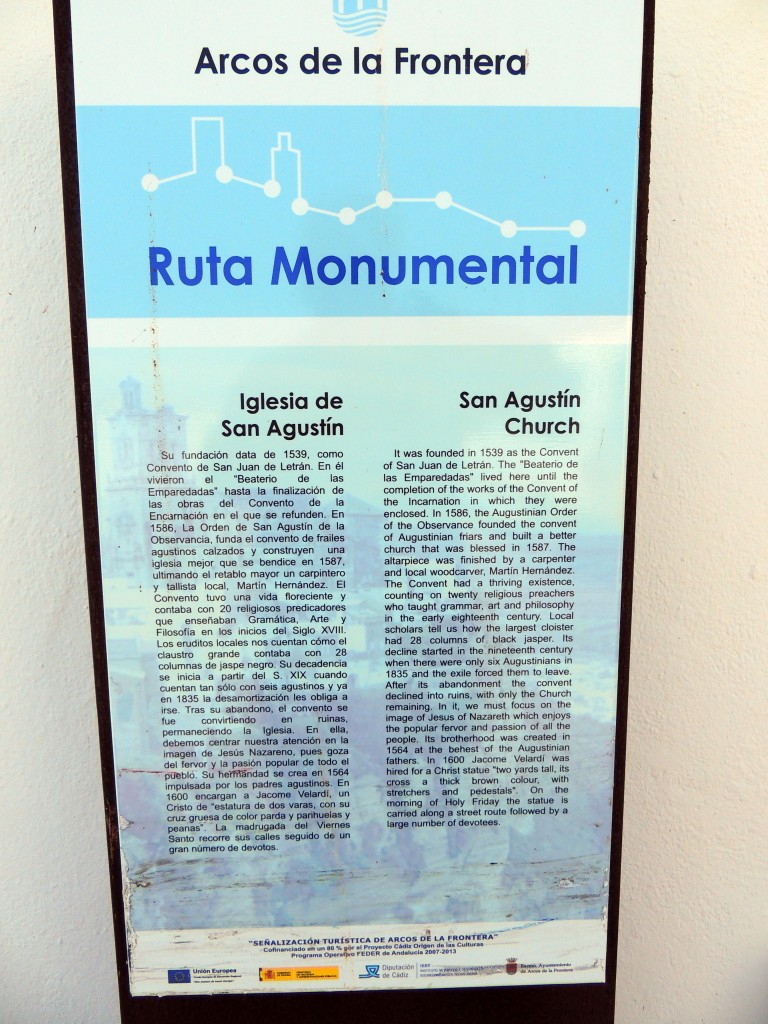 Arcos de la Frontera
Ruta Monumental
Iglesia de
San Agustín
Su fundación data de 1539, como
Convento de San Juan de Letrán. En él
vivieron el "Beaterio de las
Emparedadas" hasta la finalización de
las obras del Convento de la
Encarnación en el que se refunden. En
1586, La Orden de San Agustín de la
Observancia, funda el convento de frailes
agustinos calzados y construyen una
iglesia mejor que se bendice en 1587,
ultimando el retablo mayor un carpintero
y tallista local, Martín Hernández. El
Convento tuvo una vida floreciente y
contaba con 20 religiosos predicadores
que enseñaban Gramática, Arte y
Filosofía en los inicios del Siglo XVIII.
Los eruditos locales nos cuentan cómo el
claustro grande contaba con 28
columnas de jaspe negro. Su decadencia
se inicia a partir del S. XIX cuando
cuentan tan sólo con seis agustinos y ya
en 1835 la desamortización les obliga a
irse. Tras su abandono, el convento se
fue convirtiendo en ruinas,
permaneciendo la Iglesia. En ella,
debemos centrar nuestra atención en la
imagen de Jesús Nazareno, pues goza
del fervor y la pasión popular de todo el
pueblo. Su hermandad se crea en 1564
impulsada por los padres agustinos. En
1600 encargan a Jacome Velardi, un
Cristo de "estatura de dos varas, con su
cruz gruesa de color parda y parihuelas y
peanas". La madrugada del Viernes
Santo recorre sus calles seguido de un
gran número de devotos.
San Agustín
Church
It was founded in 1539 as the Convent
of San Juan de Letrán. The "Beaterio de
las Emparedadas" lived here until the
completion of the works of the Convent of
the Incarnation in which they were
enclosed. In 1586, the Augustinian Order
of the Observance founded the convent
of Augustinian friars and built a better
church that was blessed in 1587. The
altarpiece was finished by a carpenter
and local woodcarver, Martín Hernández.
The Convent had a thriving existence,
counting on twenty religious preachers
who taught grammar, art and philosophy
in the early eighteenth century. Local
scholars tell us how the largest cloister
had 28 columns of black jasper. Its
decline started in the nineteenth century
when there were only six Augustinians in
1835 and the exile forced them to leave.
After its abandonment the convent
declined into ruins, with only the Church
remaining. In it, we must focus on the
image of Jesus of Nazareth which enjoys
the popular fervor and passion of all the
people. Its brotherhood was created in
1564 at the behest of the Augustinian
fathers. In 1600 Jacome Velardi was
hired for a Christ statue "two yards tall, its
cross a thick brown colour, with
stretchers and pedestals". On the
morning of Holy Friday the statue is
carried along a street route followed by a
large number of devotees.
"SEÑALIZACIÓN TURÍSTICA DE ARCOS DE LA FRONTERA"
Cofinanciado en un 80 % por el Proyecto Cádiz Origen de las Culturas
Programa Operativo FEDER de Andalucía 2007-2013
Unión Europea
Diputación
de Cádiz
Excmo. Ayuntamiento
de Arcos de la Frontera